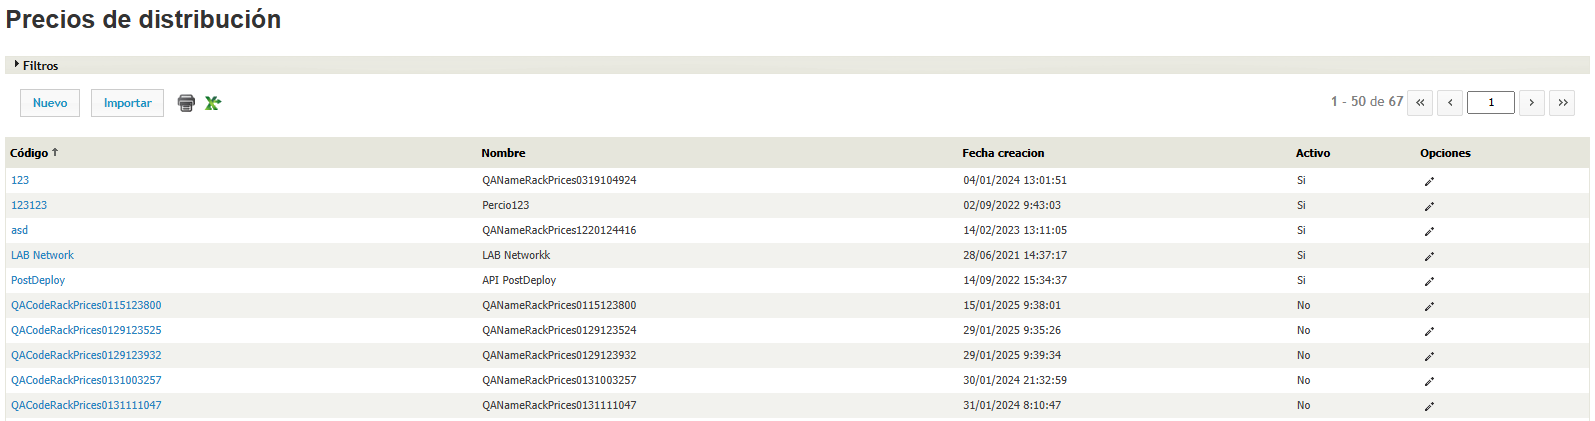 Precios de distribución
Filtros
Nuevo Importar 1 - 50 de 67 « ‹ 1 › »
Código ↑ Nombre Fecha creacion Activo Opciones
123 QANameRackPrices0319104924 04/01/2024 13:01:51 Si
123123 Percio123 02/09/2022 9:43:03 Si
asd QANameRackPrices1220124416 14/02/2023 13:11:05 Si
LAB Network LAB Networkk 28/06/2021 14:37:17 Si
PostDeploy API PostDeploy 14/09/2022 15:34:37 Si
QACodeRackPrices0115123800 QANameRackPrices0115123800 15/01/2025 9:38:01 No
QACodeRackPrices0129123525 QANameRackPrices0129123524 29/01/2025 9:35:26 No
QACodeRackPrices0129123932 QANameRackPrices0129123932 29/01/2025 9:39:34 No
QACodeRackPrices0131003257 QANameRackPrices0131003257 30/01/2024 21:32:59 No
QACodeRackPrices0131111047 QANameRackPrices0131111047 31/01/2024 8:10:47 No